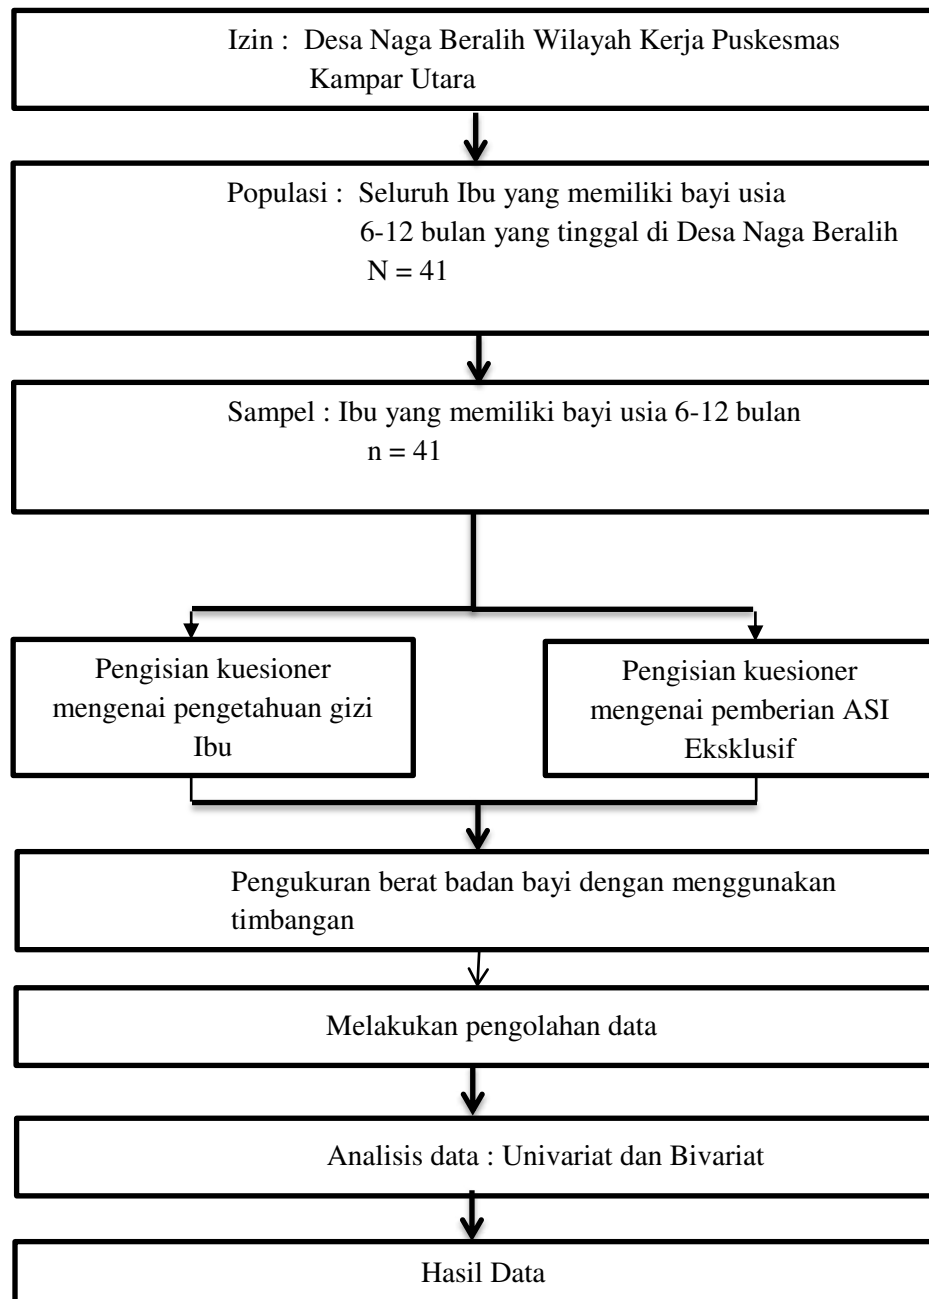 Izin : Desa Naga Beralih Wilayah Kerja Puskesmas
Kampar Utara
Populasi : Seluruh Ibu yang memiliki bayi usia
6-12 bulan yang tinggal di Desa Naga Beralih
N = 41
Sampel : Ibu yang memiliki bayi usia 6-12 bulan
n = 41
Pengisian kuesioner
mengenai pengetahuan gizi
Ibu
Pengisian kuesioner
mengenai pemberian ASI
Eksklusif
Pengukuran berat badan bayi dengan menggunakan
timbangan
Melakukan pengolahan data
Analisis data : Univariat dan Bivariat
Hasil Data